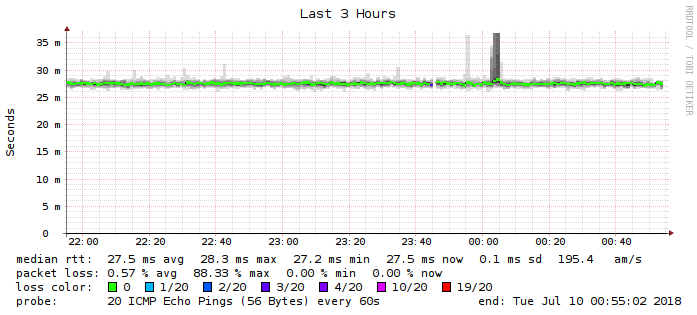 Last 3 Hours
RRDTOOL / TOBI OETIKER
Seconds
35 m
30 m
25 m
20 m
15 m
10 m
5 m
0
22:00 22:20 22:40 23:00 23:20 23:40 00:00 00:20 00:40
median rtt: 27.5 ms avg 28.3 ms max 27.2 ms min 27.5 ms now 0.1 ms sd 195.4 am/s
packet loss: 0.57 % avg 88.33 % max 0.00 % min 0.00 % now
loss color: 0 1/20 2/20 3/20 4/20 10/20 19/20
probe: 20 ICMP Echo Pings (56 Bytes) every 60s end: Tue Jul 10 00:55:02 2018